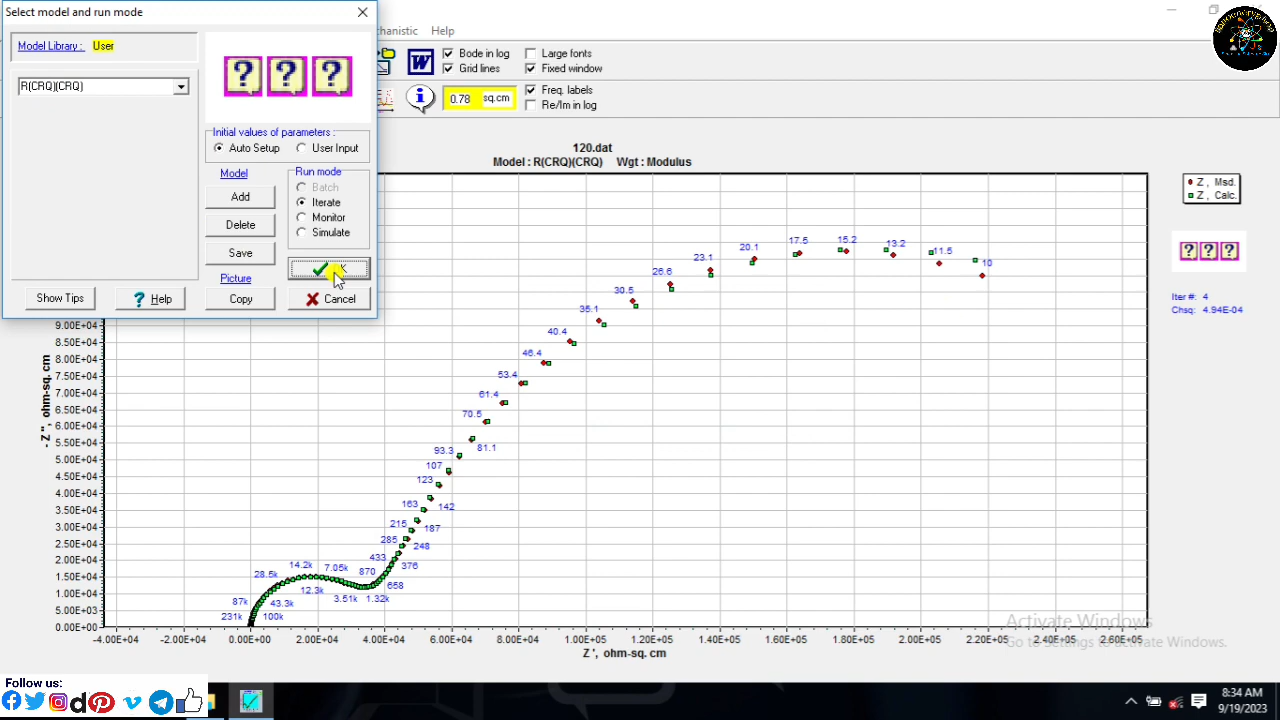 Select model and run mode
Model Library : User
R(CRQ)(CRQ)
Initial values of parameters :
Auto Setup
User Input
Model
Add
Delete
Save
Picture
Copy
Run mode
Batch
Iterate
Monitor
Simulate
Show Tips
? Help
Cancel
Help
Bode in log
Grid lines
Large fonts
Fixed window
0.78 sq.cm
Freq. labels
Re/Im in log
120.dat
Model : R(CRQ)(CRQ) Wgt : Modulus
Z , Msd.
Z , Calc.
? ? ?
Iter #: 4
Chsq: 4.94E-04
- Z '', ohm-sq. cm
9.00E+04
8.50E+04
8.00E+04
7.50E+04
7.00E+04
6.50E+04
6.00E+04
5.50E+04
5.00E+04
4.50E+04
4.00E+04
3.50E+04
3.00E+04
2.50E+04
2.00E+04
1.50E+04
1.00E+04
5.00E+03
0.00E+00
231k
87k
100k
28.5k
43.3k
14.2k
12.3k
7.05k
3.51k
870
1.32k
433
658
376
285
248
215
187
163
142
123
107
93.3
81.1
70.5
61.4
53.4
46.4
40.4
35.1
30.5
26.6
23.1
20.1
17.5
15.2
13.2
11.5
10
-4.00E+04 -2.00E+04 0.00E+00 2.00E+04 4.00E+04 6.00E+04 8.00E+04 1.00E+05 1.20E+05 1.40E+05 1.60E+05 1.80E+05 2.00E+05 2.20E+05 2.40E+05 2.60E+05
Z ', ohm-sq. cm
Activate Windows
Go to Settings to activate Windows.
Follow us:
8:34 AM
9/19/2023